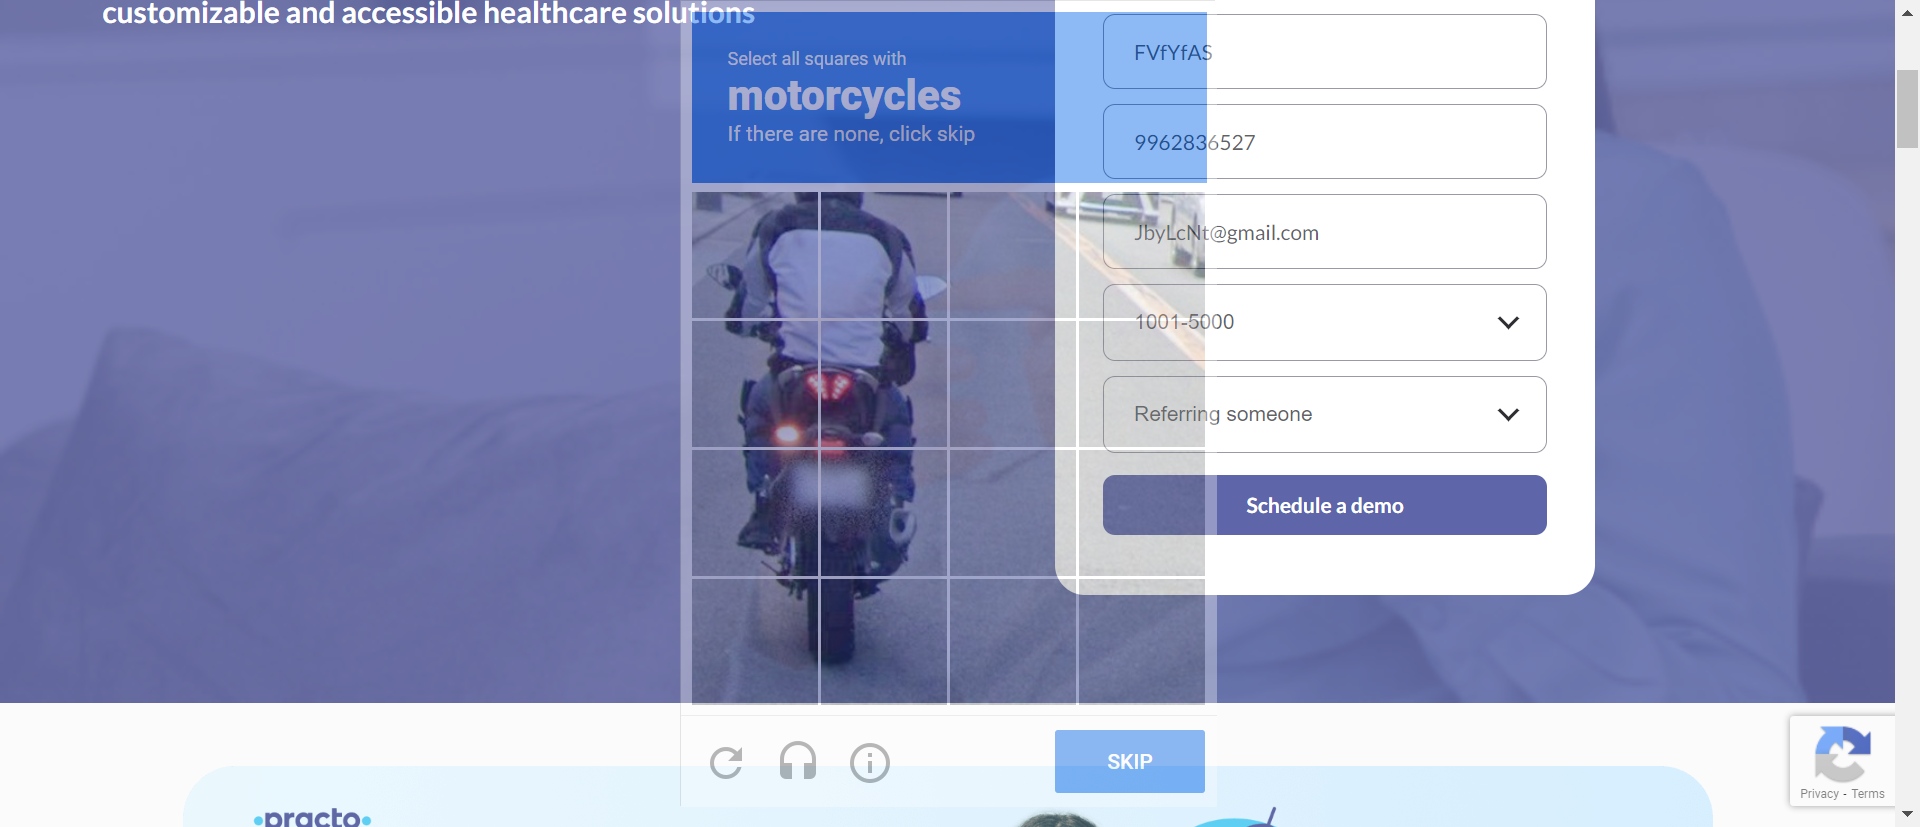 customizable and accessible healthcare solutions
Select all squares with
motorcycles
If there are none, click skip
FVfYfAS
9962836527
JbyLcNt@gmail.com
1001-5000
Referring someone
Schedule a demo
SKIP
Privacy - Terms
practo